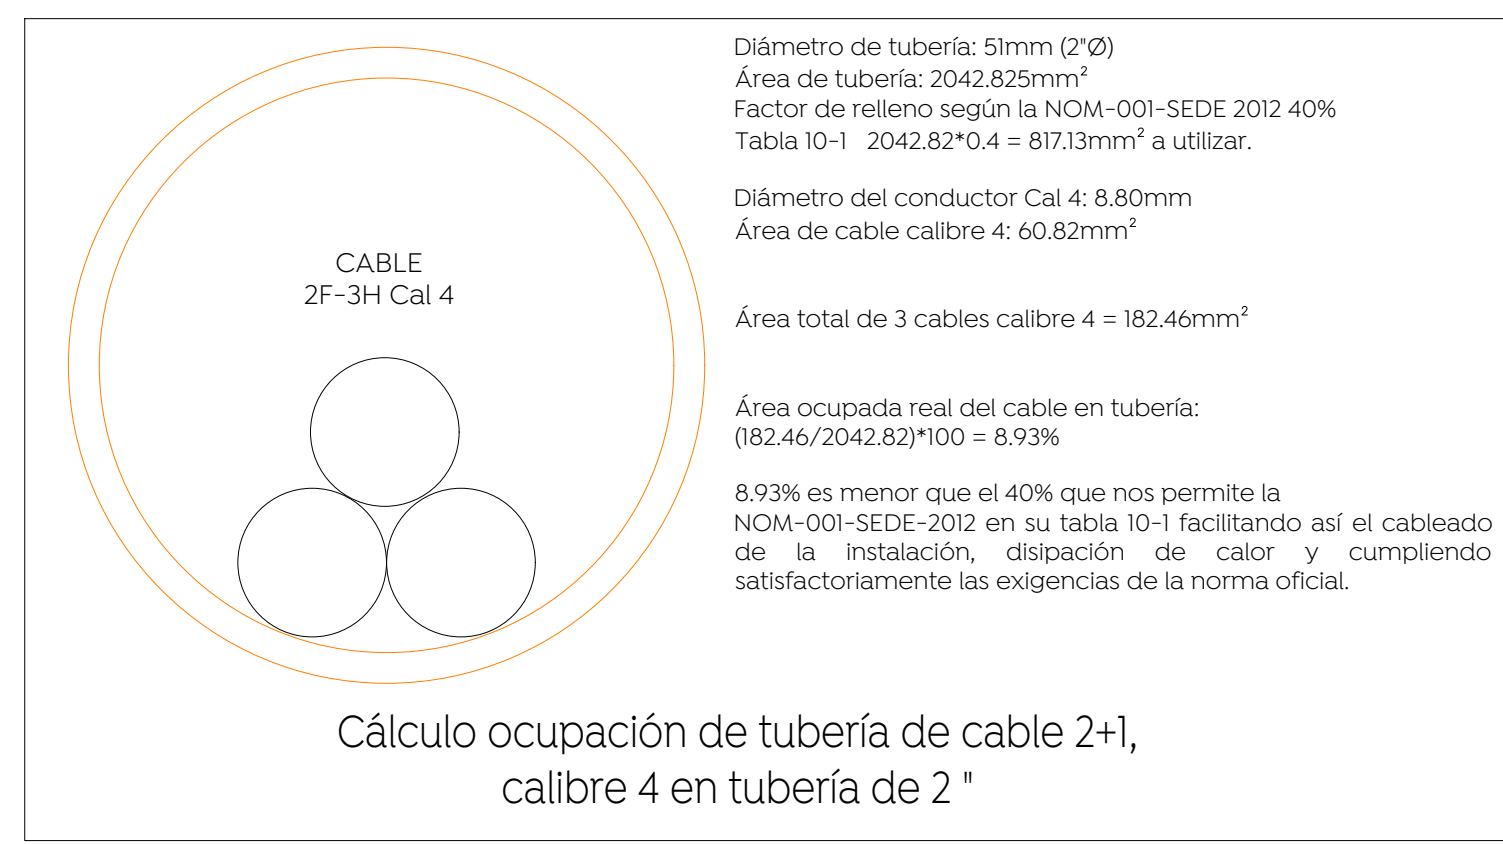 Diámetro de tubería: 51mm (2"Ø)
Área de tubería: 2042.825mm²
Factor de relleno según la NOM-001-SEDE 2012 40%
Tabla 10-1 2042.82*0.4 = 817.13mm² a utilizar.
Diámetro del conductor Cal 4: 8.80mm
Área de cable calibre 4: 60.82mm²
CABLE
2F-3H Cal 4
Área total de 3 cables calibre 4 = 182.46mm²
Área ocupada real del cable en tubería:
(182.46/2042.82)*100 = 8.93%
8.93% es menor que el 40% que nos permite la
NOM-001-SEDE-2012 en su tabla 10-1 facilitando así el cableado
de la instalación, disipación de calor y cumpliendo
satisfactoriamente las exigencias de la norma oficial.
Cálculo ocupación de tubería de cable 2+1,
calibre 4 en tubería de 2 "